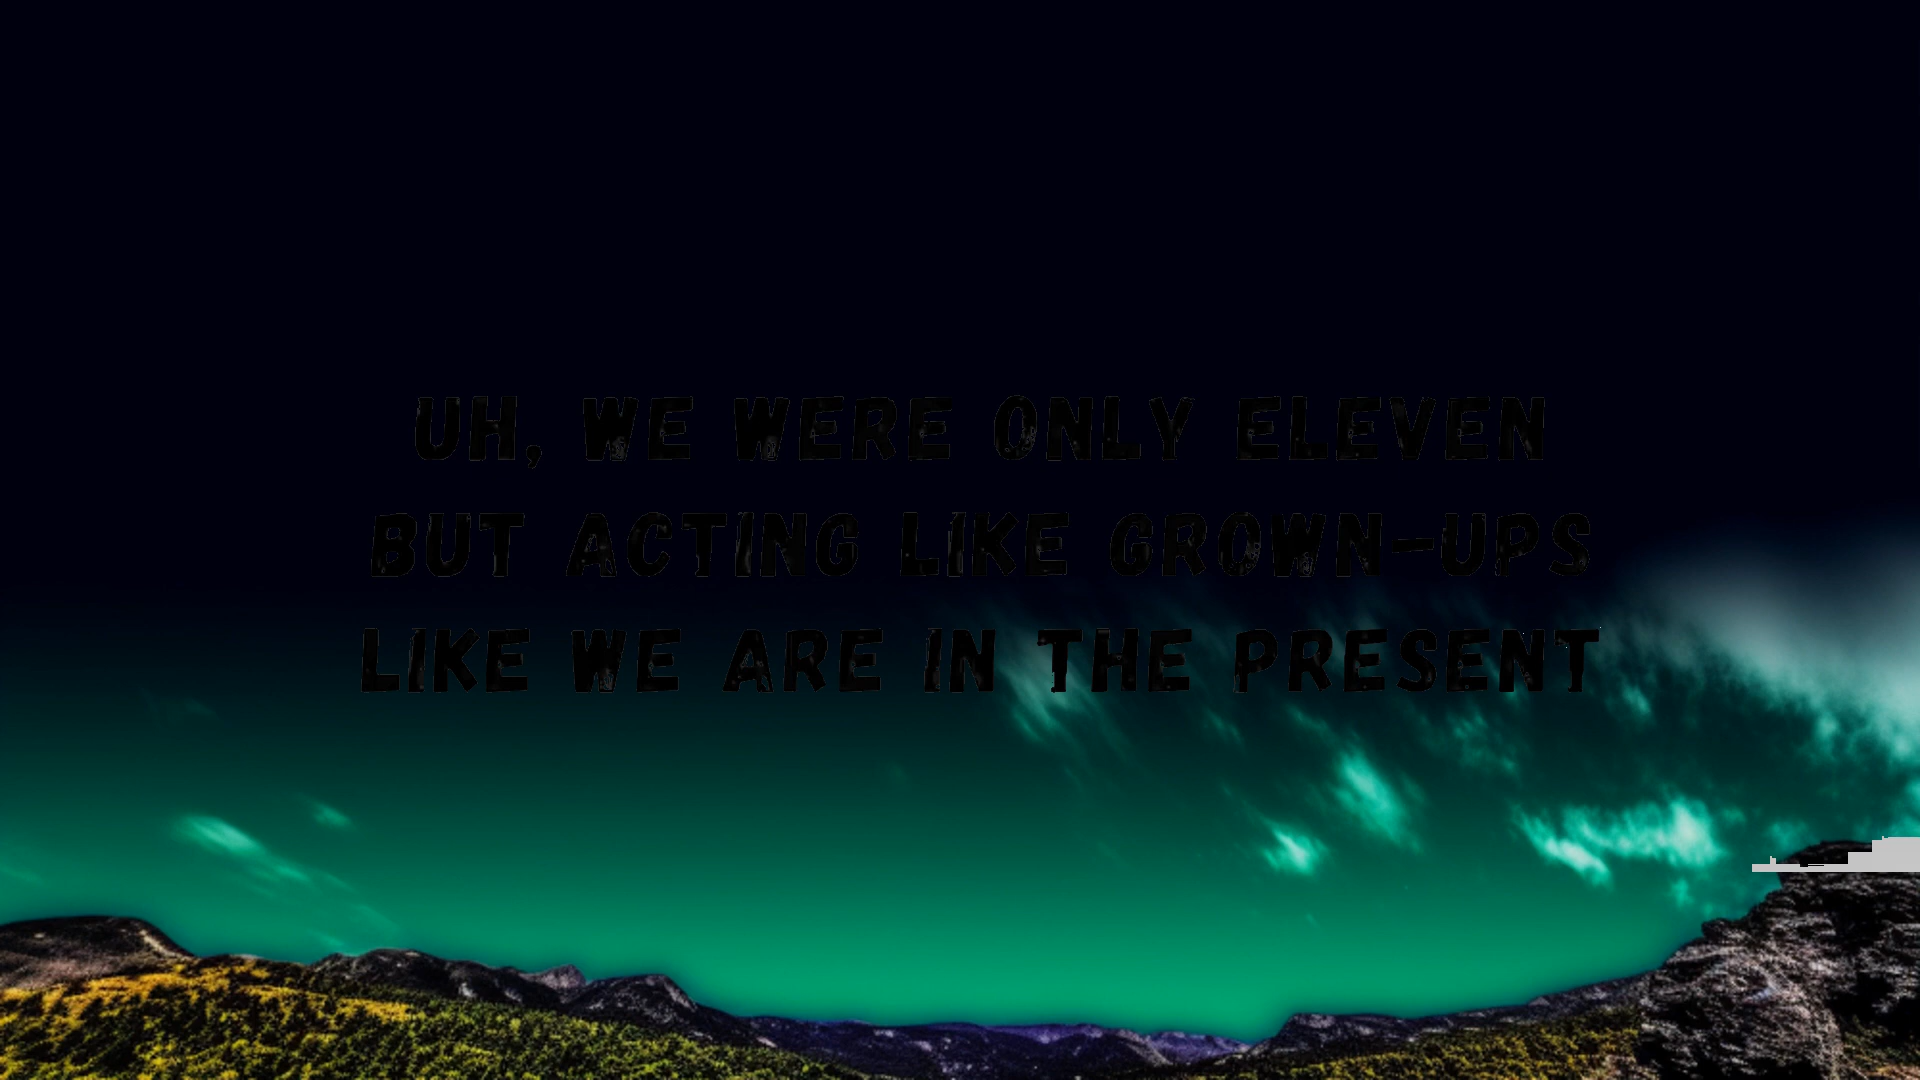 UH, WE WERE ONLY ELEVEN
BUT ACTING LIKE GROWN-UPS
LIKE WE ARE IN THE PRESENT